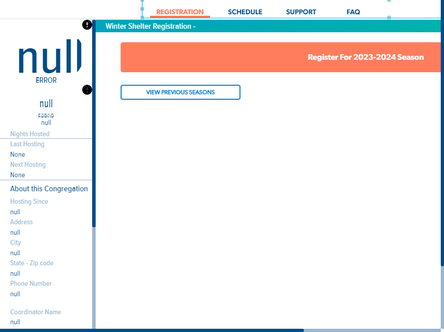 REGISTRATION SCHEDULE SUPPORT FAQ
Winter Shelter Registration -
null
ERROR
Register For 2023-2024 Season
VIEW PREVIOUS SEASONS
null
null
Nights Hosted
Last Hosting
None
Next Hosting
None
About this Congregation
Hosting Since
null
Address
null
City
null
State - Zip code
null
Phone Number
null
Coordinator Name
null